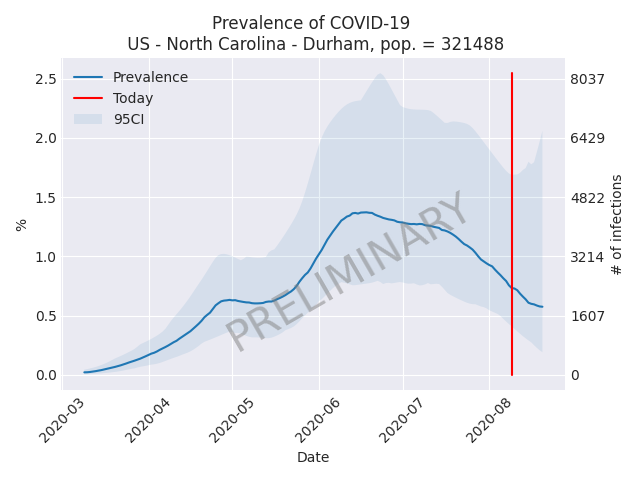 Prevalence of COVID-19
US - North Carolina - Durham, pop. = 321488
Prevalence
Today
95CI
%
2.5
2.0
1.5
1.0
0.5
0.0
8037
6429
4822
3214
1607
0
# of infections
PRELIMINARY
2020-03
2020-04
2020-05
2020-06
2020-07
2020-08
Date